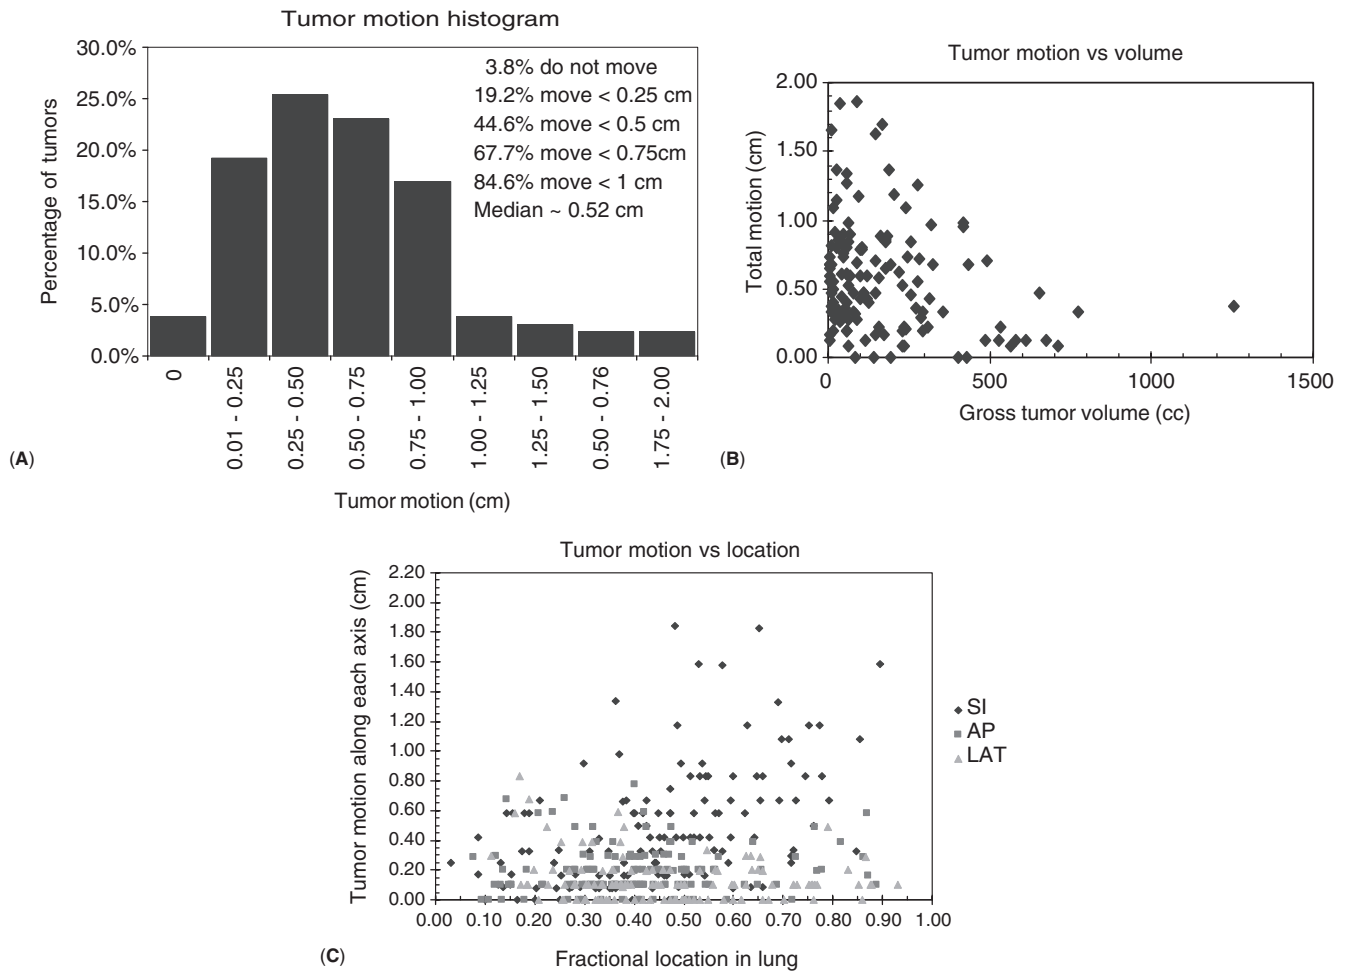 Tumor motion histogram
30.0%
25.0%
20.0%
15.0%
10.0%
5.0%
0.0%
Percentage of tumors
3.8% do not move
19.2% move < 0.25 cm
44.6% move < 0.5 cm
67.7% move < 0.75cm
84.6% move < 1 cm
Median ~ 0.52 cm
0
0.01 - 0.25
0.25 - 0.50
0.50 - 0.75
0.75 - 1.00
1.00 - 1.25
1.25 - 1.50
0.50 - 0.76
1.75 - 2.00
Tumor motion (cm)
(A)
Tumor motion vs volume
2.00
1.50
1.00
0.50
0.00
Total motion (cm)
0 500 1000 1500
Gross tumor volume (cc)
(B)
Tumor motion vs location
2.20
2.00
1.80
1.60
1.40
1.20
1.00
0.80
0.60
0.40
0.20
0.00
Tumor motion along each axis (cm)
0.00 0.10 0.20 0.30 0.40 0.50 0.60 0.70 0.80 0.90 1.00
Fractional location in lung
SI
AP
LAT
(C)